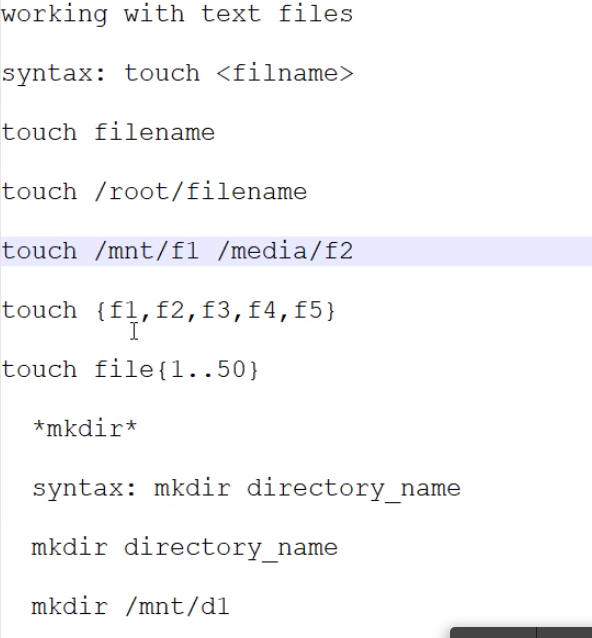 working with text files
syntax: touch <filname>
touch filename
touch /root/filename
touch /mnt/f1 /media/f2
touch {f1,f2,f3,f4,f5}
touch file{1..50}
*mkdir*
syntax: mkdir directory_name
mkdir directory_name
mkdir /mnt/d1